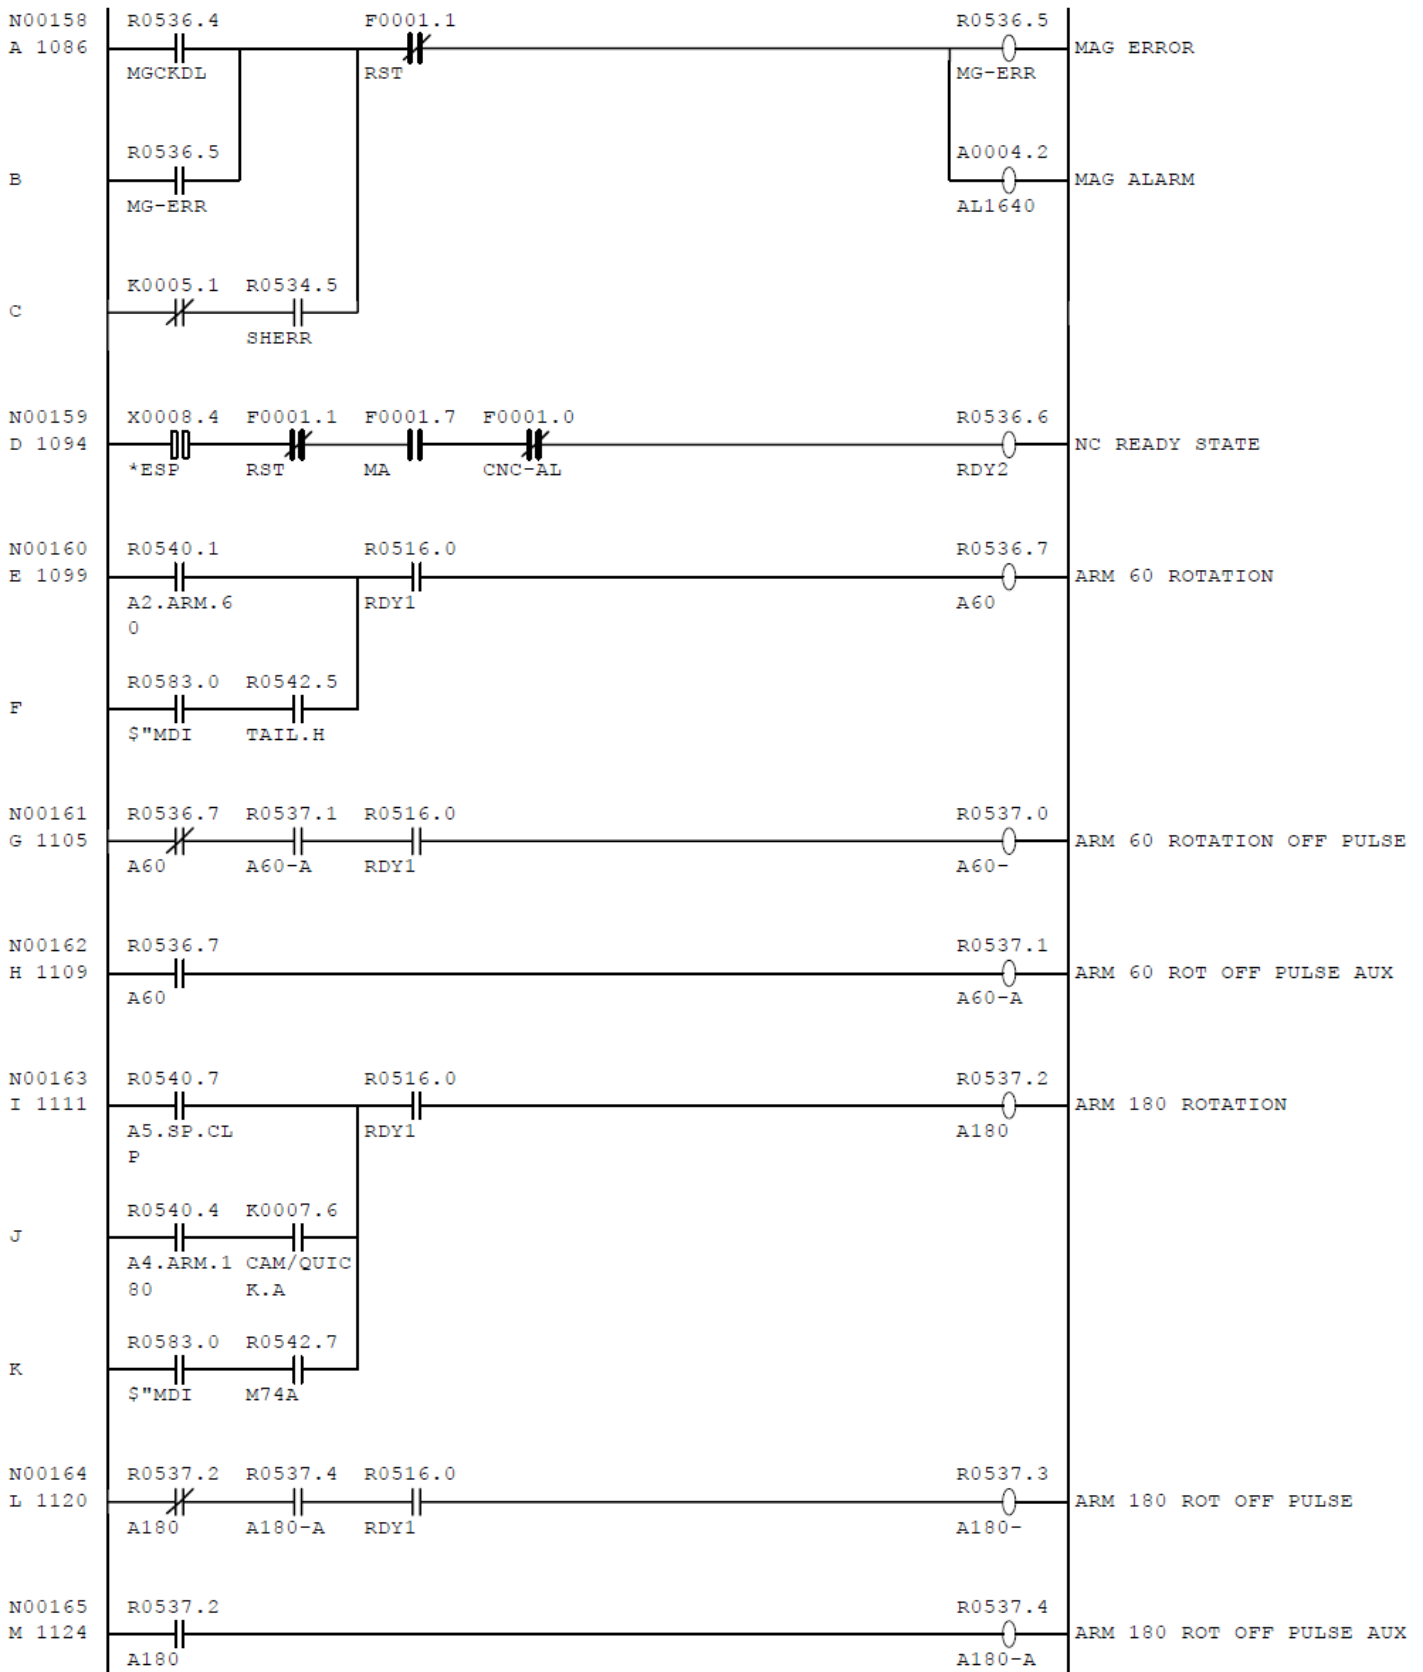 N00158 R0536.4 F0001.1 R0536.5
A 1086 MAG ERROR
MGCKDL RST MG-ERR
R0536.5 A0004.2
B MAG ALARM
MG-ERR AL1640
K0005.1 R0534.5
C
SHERR
N00159 X0008.4 F0001.1 F0001.7 F0001.0 R0536.6
D 1094 NC READY STATE
*ESP RST MA CNC-AL RDY2
N00160 R0540.1 R0516.0 R0536.7
E 1099 ARM 60 ROTATION
A2.ARM.6 RDY1 A60
0
R0583.0 R0542.5
F
$"MDI TAIL.H
N00161 R0536.7 R0537.1 R0516.0 R0537.0
G 1105 ARM 60 ROTATION OFF PULSE
A60 A60-A RDY1 A60-
N00162 R0536.7 R0537.1
H 1109 ARM 60 ROT OFF PULSE AUX
A60 A60-A
N00163 R0540.7 R0516.0 R0537.2
I 1111 ARM 180 ROTATION
A5.SP.CL RDY1 A180
P
R0540.4 K0007.6
J
A4.ARM.1 CAM/QUIC
80 K.A
R0583.0 R0542.7
K
$"MDI M74A
N00164 R0537.2 R0537.4 R0516.0 R0537.3
L 1120 ARM 180 ROT OFF PULSE
A180 A180-A RDY1 A180-
N00165 R0537.2 R0537.4
M 1124 ARM 180 ROT OFF PULSE AUX
A180 A180-A